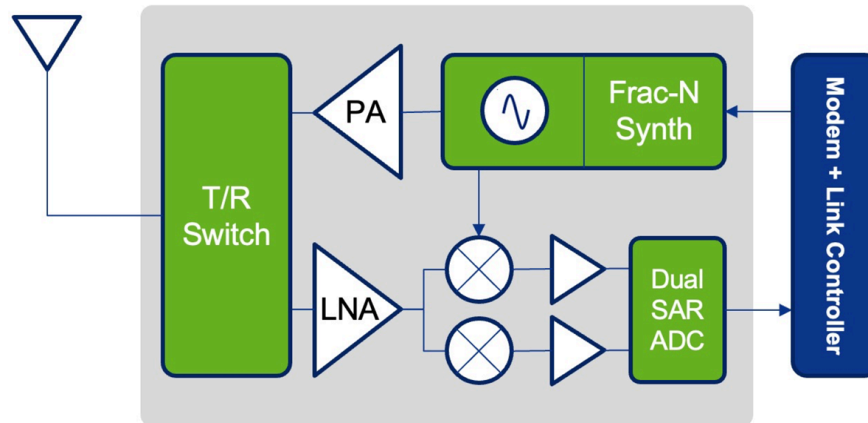 PA
Frac-N
Synth
T/R
Switch
LNA
Dual
SAR
ADC
Modem + Link Controller